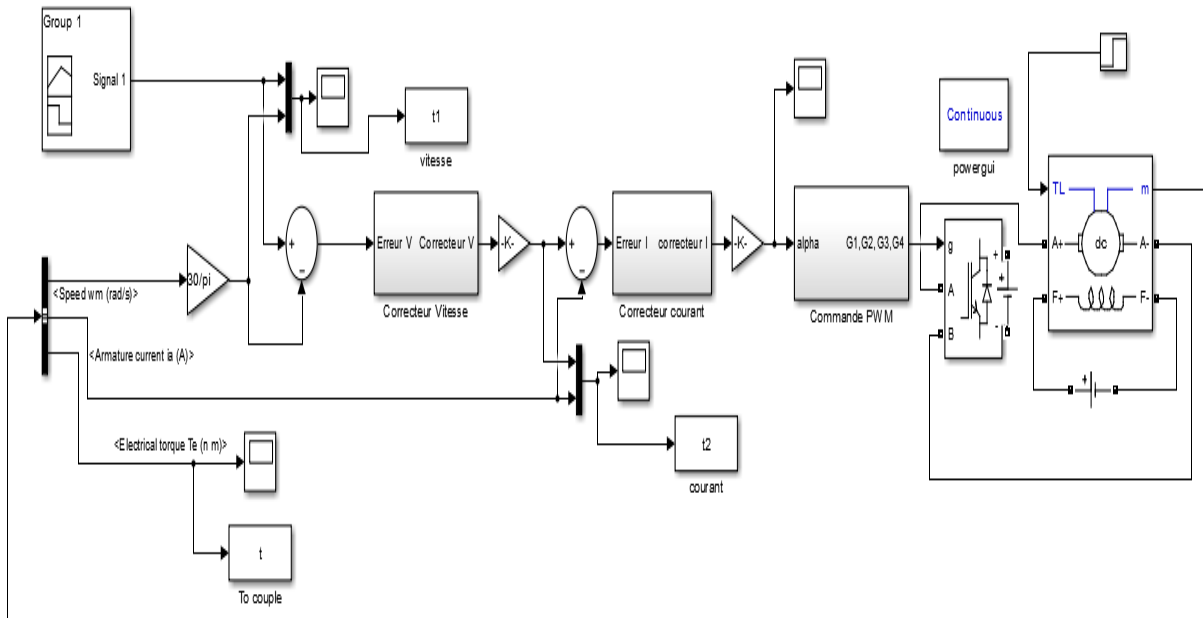 Group 1
Signal 1
t1
vitesse
Continuous
powergui
TL
m
A+
dc
A-
F+
F-
Erreur V
Correcteur V
-K-
Correcteur Vitesse
+
−
Erreur I
correcteur I
-K-
Correcteur courant
+
−
alpha
G1,G2,G3,G4
Commande PWM
g
A
B
+
-
+
+
30/pi
<Speed wm (rad/s)>
<Armature current ia (A)>
<Electrical torque Te (n m)>
t2
courant
t
To couple